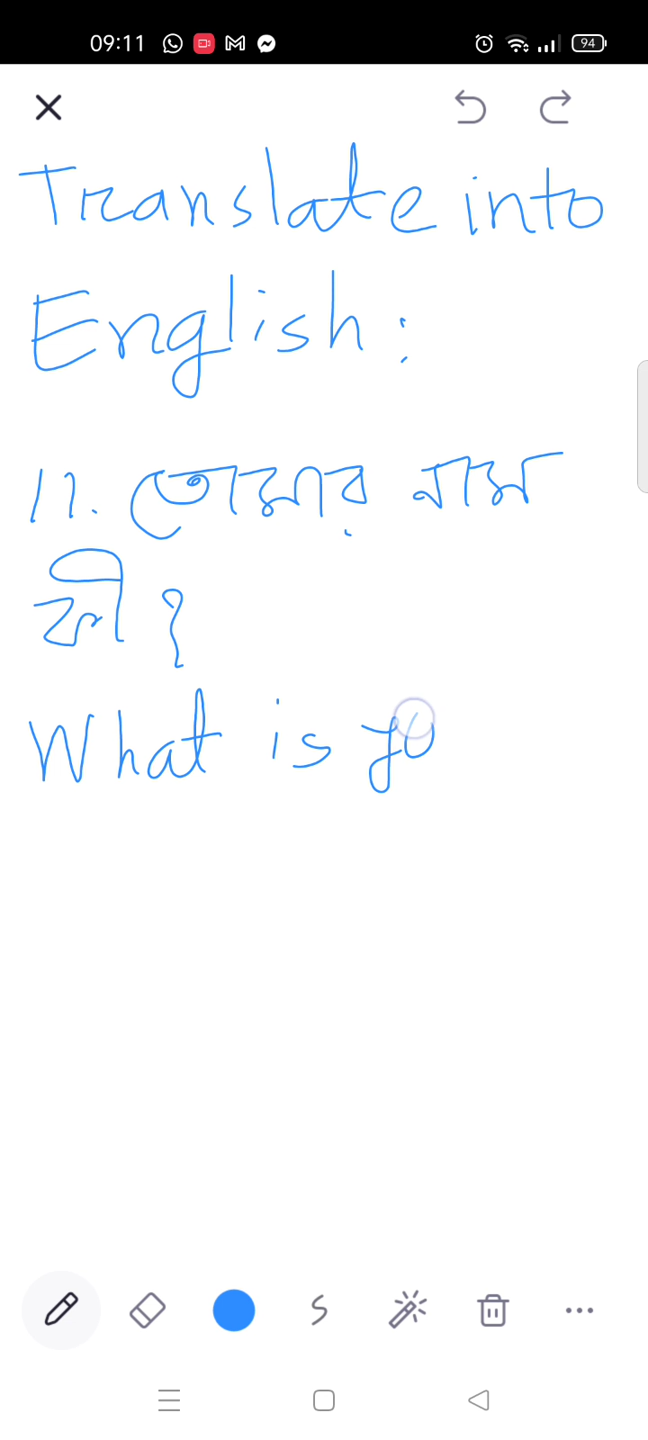 09:11
94
Translate into
English:
11. তোমার নাম
কী?
What is yo